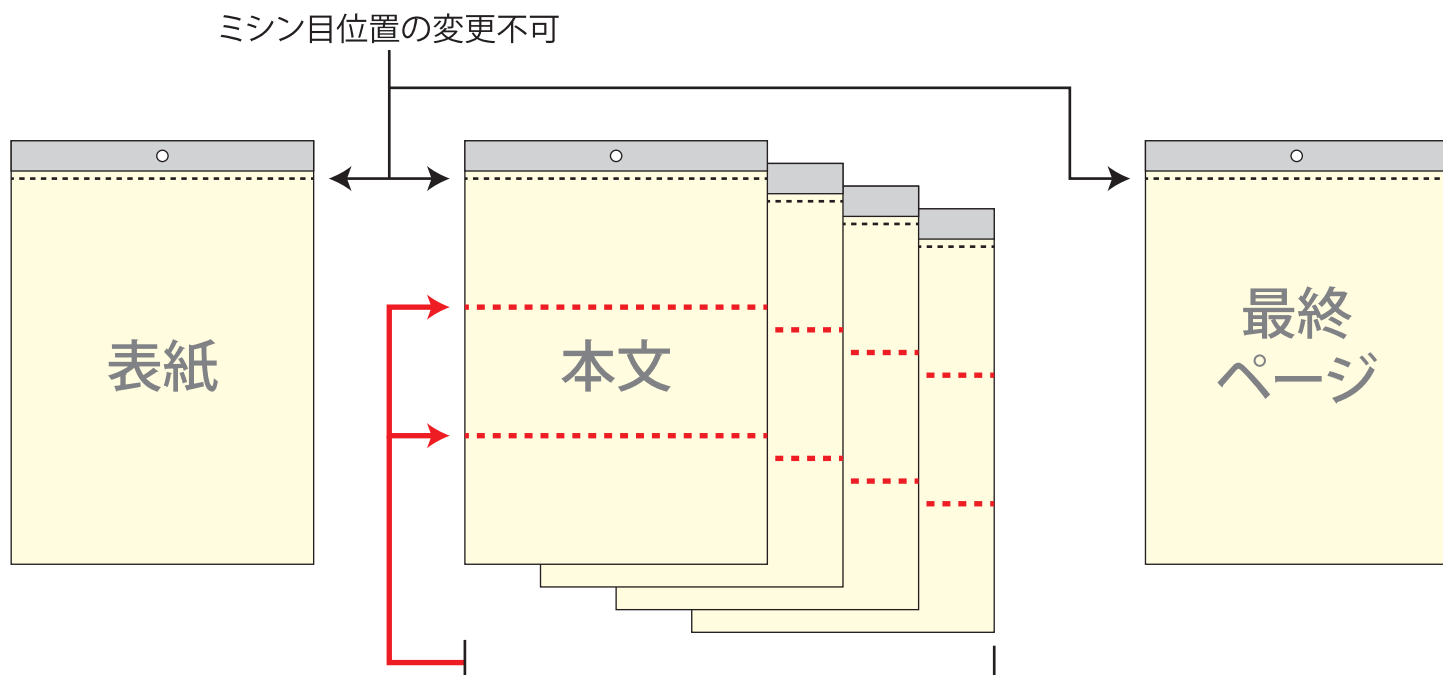 ミシン目位置の変更不可
表紙
本文
最終
ページ